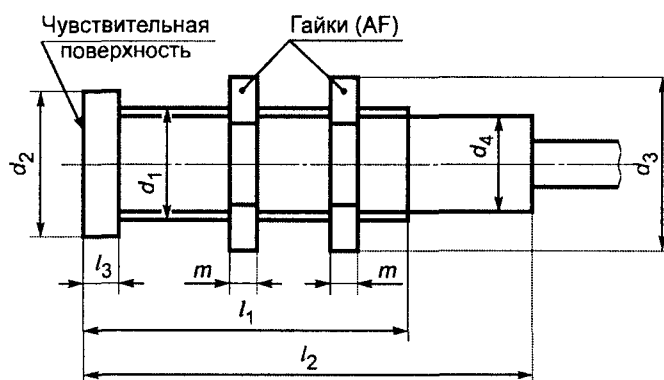 Чувствительная
поверхность
Гайки (AF)
d2
d1
d4
d3
l3
m
m
l1
l2